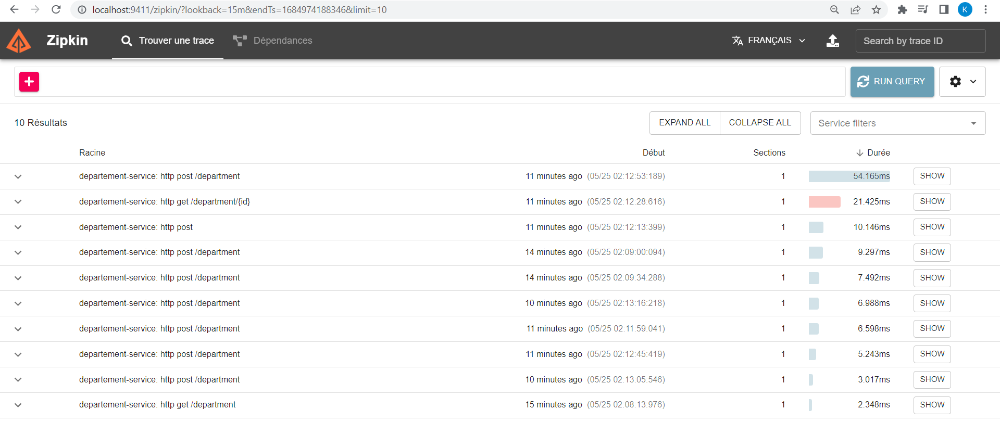 localhost:9411/zipkin/?lookback=15m&endTs=1684974188346&limit=10
K
Zipkin
Trouver une trace
Dépendances
FRANÇAIS
Search by trace ID
RUN QUERY
10 Résultats
EXPAND ALL
COLLAPSE ALL
Service filters
Racine Début Sections Durée
departement-service: http post /department 11 minutes ago (05/25 02:12:53:189) 1 54.165ms SHOW
departement-service: http get /department/{id} 11 minutes ago (05/25 02:12:28:616) 1 21.425ms SHOW
departement-service: http post 11 minutes ago (05/25 02:12:13:399) 1 10.146ms SHOW
departement-service: http post /department 14 minutes ago (05/25 02:09:00:094) 1 9.297ms SHOW
departement-service: http post /department 14 minutes ago (05/25 02:09:34:288) 1 7.492ms SHOW
departement-service: http post /department 10 minutes ago (05/25 02:13:16:218) 1 6.988ms SHOW
departement-service: http post /department 11 minutes ago (05/25 02:11:59:041) 1 6.598ms SHOW
departement-service: http post /department 11 minutes ago (05/25 02:12:45:419) 1 5.243ms SHOW
departement-service: http post /department 10 minutes ago (05/25 02:13:05:546) 1 3.017ms SHOW
departement-service: http get /department 15 minutes ago (05/25 02:08:13:976) 1 2.348ms SHOW